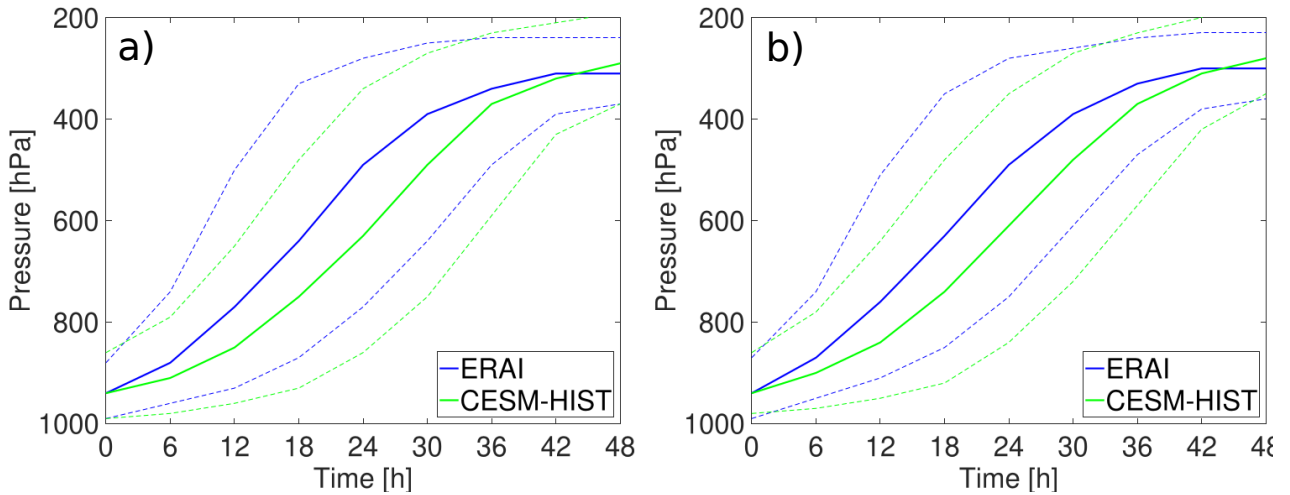 a)
Pressure [hPa]
200
400
600
800
1000
0 6 12 18 24 30 36 42 48
Time [h]
ERAI
CESM-HIST
b)
Pressure [hPa]
200
400
600
800
1000
0 6 12 18 24 30 36 42 48
Time [h]
ERAI
CESM-HIST